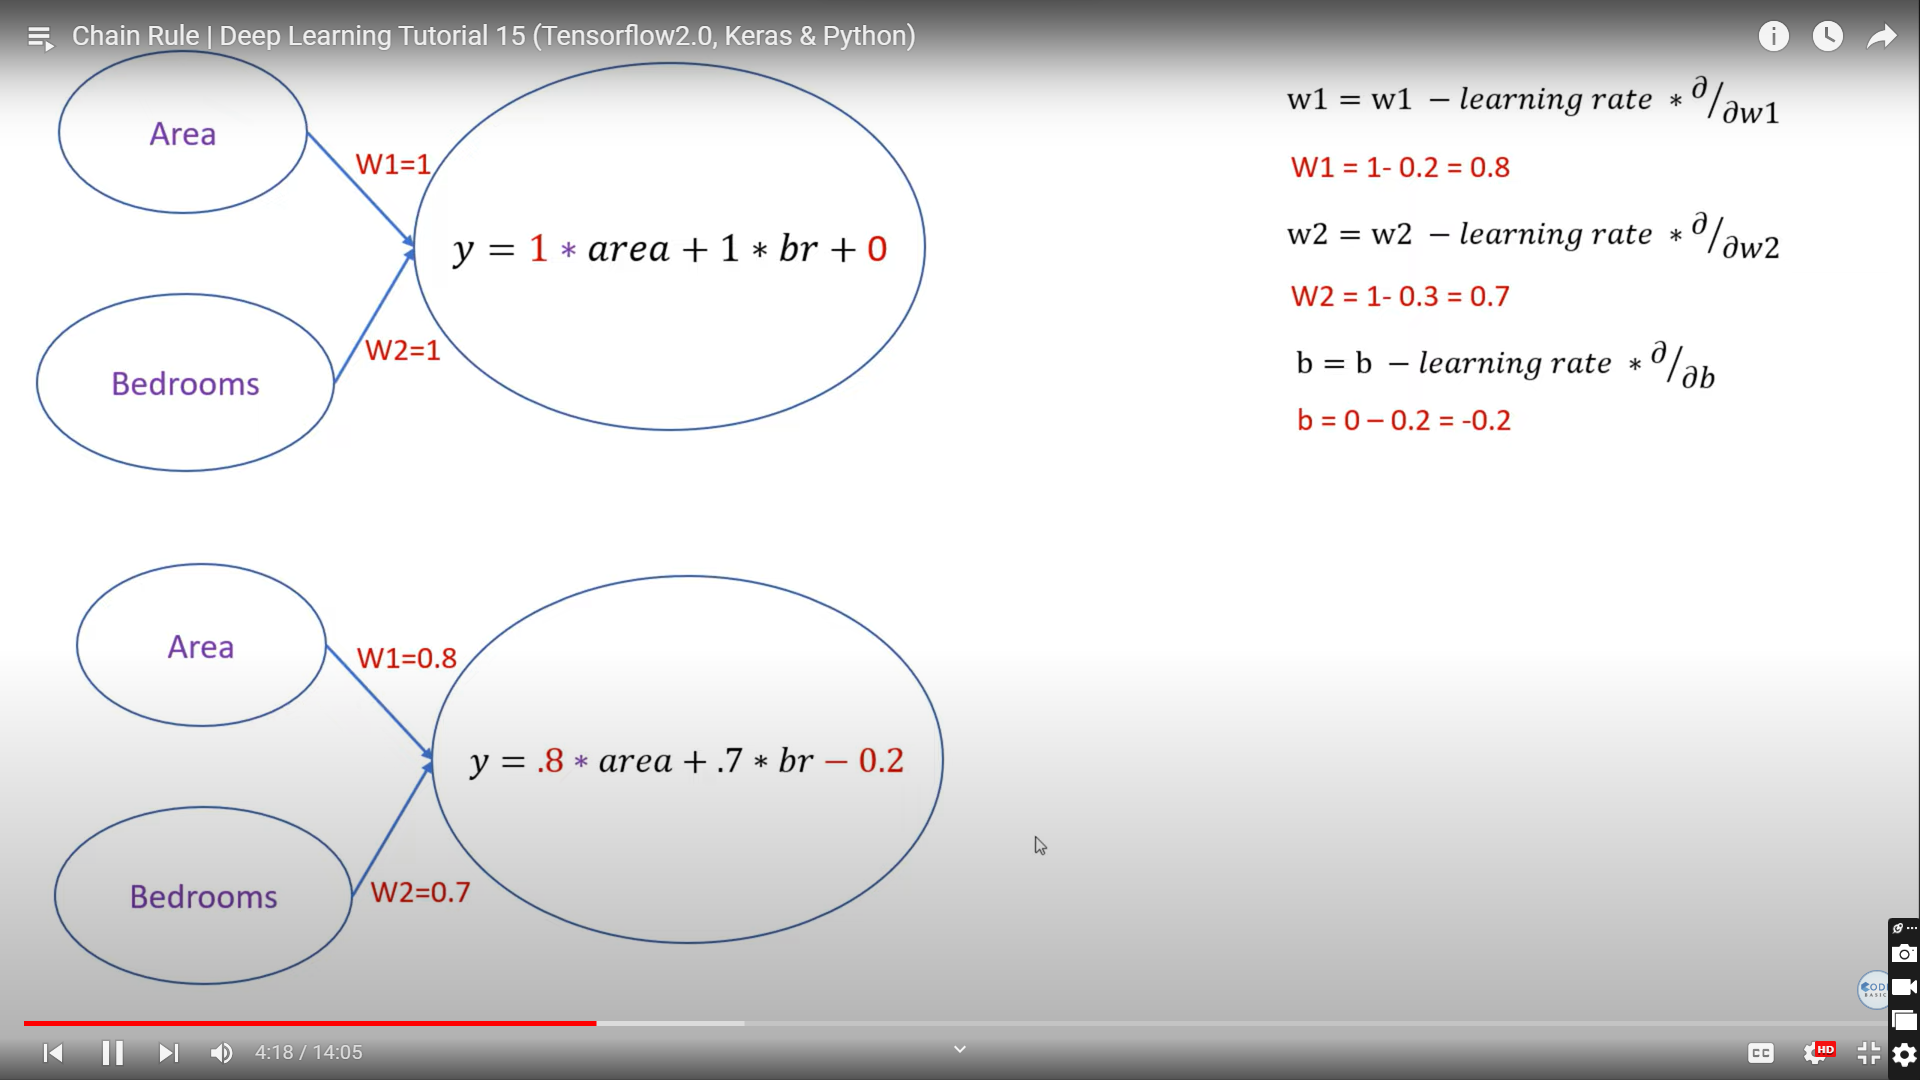 Chain Rule | Deep Learning Tutorial 15 (Tensorflow2.0, Keras & Python)
Area
W1=1
y = 1 * area + 1 * br + 0
W2=1
Bedrooms
w1 = w1 − learning rate * ∂/∂w1
W1 = 1- 0.2 = 0.8
w2 = w2 − learning rate * ∂/∂w2
W2 = 1- 0.3 = 0.7
b = b − learning rate * ∂/∂b
b = 0 – 0.2 = -0.2
Area
W1=0.8
y = .8 * area + .7 * br − 0.2
W2=0.7
Bedrooms
4:18 / 14:05
CC
HD